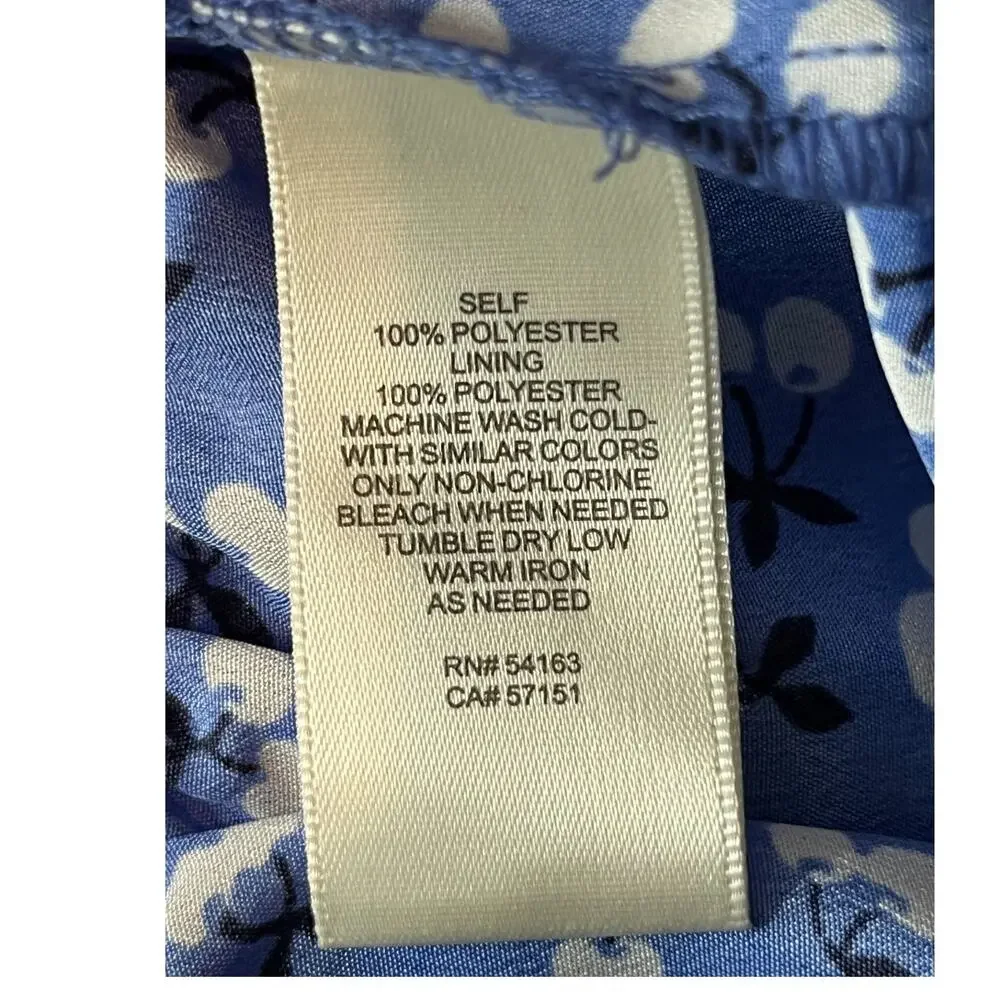 SELF
100% POLYESTER
LINING
100% POLYESTER
MACHINE WASH COLD-
WITH SIMILAR COLORS
ONLY NON-CHLORINE
BLEACH WHEN NEEDED
TUMBLE DRY LOW
WARM IRON
AS NEEDED
RN# 54163
CA# 57151